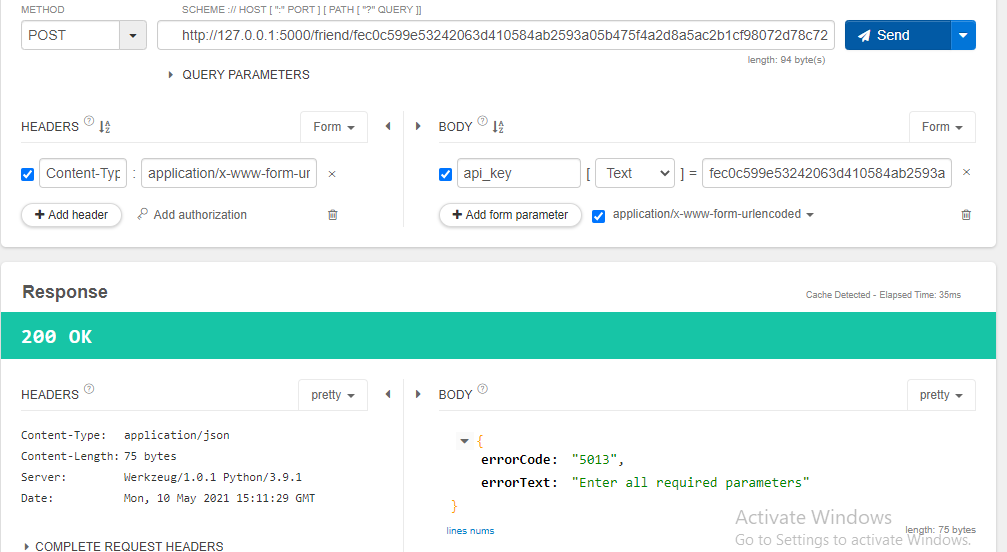 METHOD
SCHEME :// HOST [ ":" PORT ] [ PATH [ "?" QUERY ]]
POST
http://127.0.0.1:5000/friend/fec0c599e53242063d410584ab2593a05b475f4a2d8a5ac2b1cf98072d78c72
Send
length: 94 byte(s)
QUERY PARAMETERS
HEADERS ? Form
BODY ? Form
Content-Typ : application/x-www-form-ur ×
api_key [ Text ] = fec0c599e53242063d410584ab2593a ×
+ Add header Add authorization
+ Add form parameter application/x-www-form-urlencoded
Response
Cache Detected - Elapsed Time: 35ms
200 OK
HEADERS ? pretty
BODY ? pretty
Content-Type: application/json
Content-Length: 75 bytes
Server: Werkzeug/1.0.1 Python/3.9.1
Date: Mon, 10 May 2021 15:11:29 GMT
{
errorCode: "5013",
errorText: "Enter all required parameters"
}
lines nums
length: 75 bytes
Activate Windows
Go to Settings to activate Windows.
COMPLETE REQUEST HEADERS